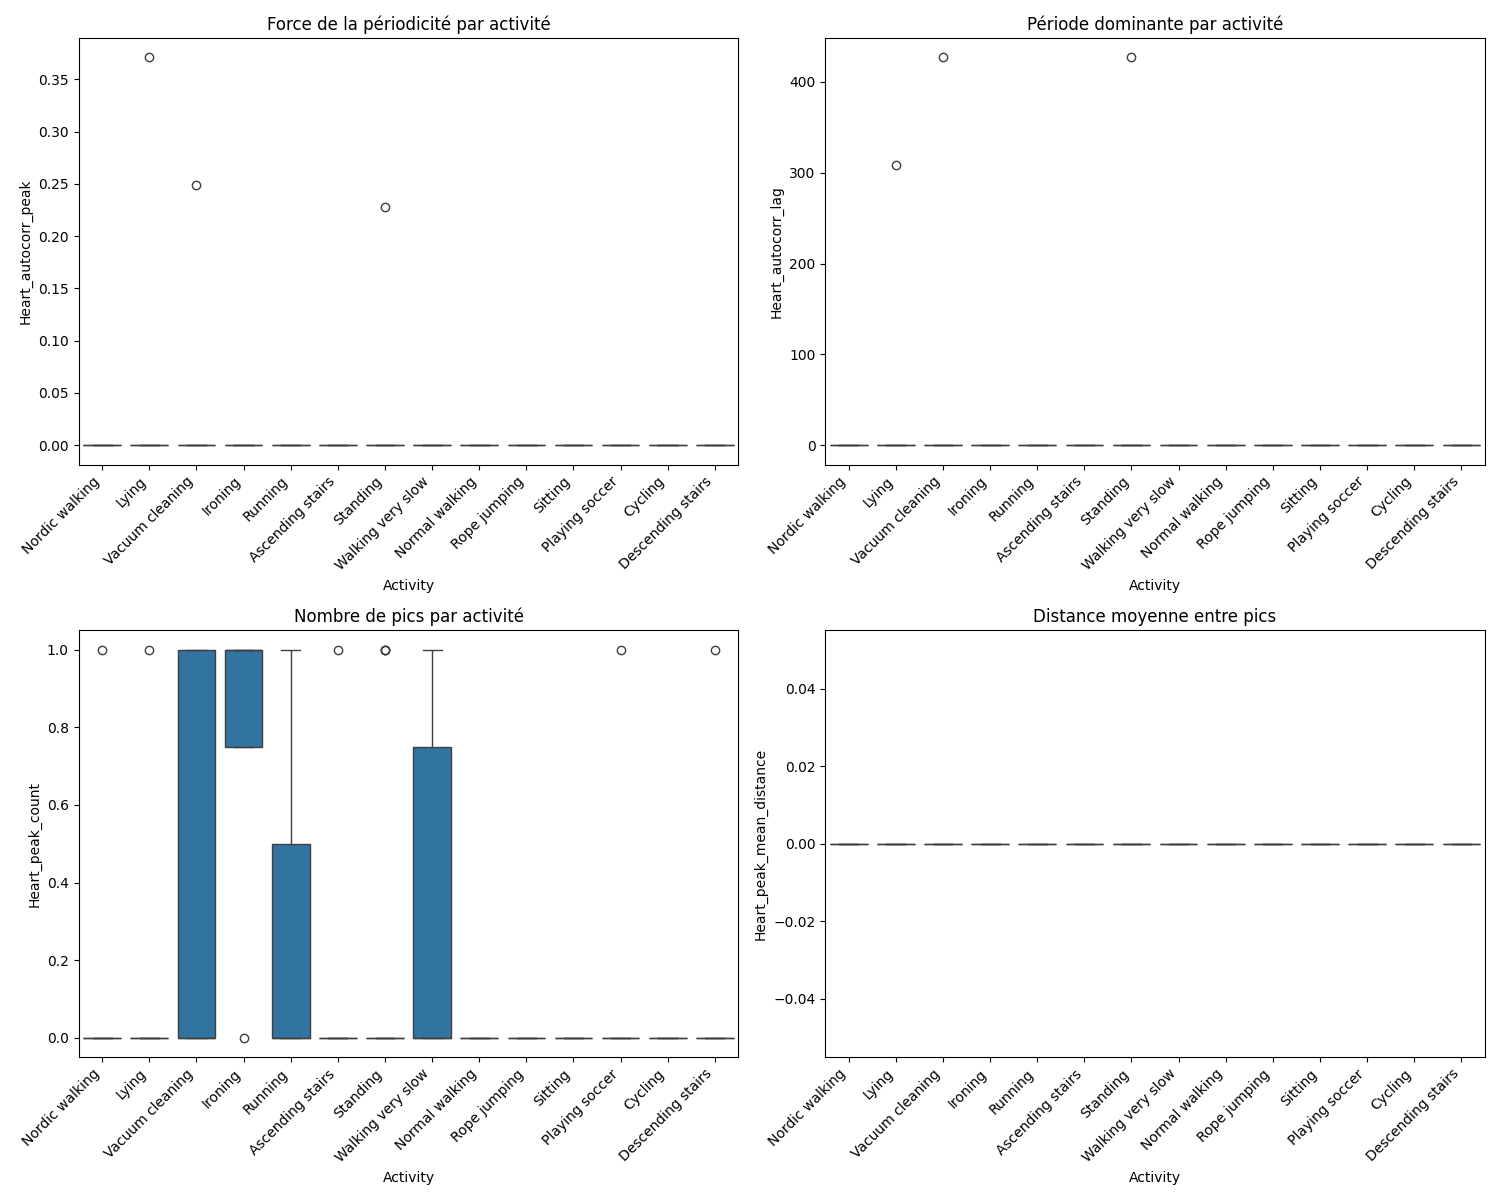 Force de la périodicité par activité
Heart_autocorr_peak
0.35
0.30
0.25
0.20
0.15
0.10
0.05
0.00
Nordic walking
Lying
Vacuum cleaning
Ironing
Running
Ascending stairs
Standing
Walking very slow
Normal walking
Rope jumping
Sitting
Playing soccer
Cycling
Descending stairs
Activity
Période dominante par activité
Heart_autocorr_lag
400
300
200
100
0
Nordic walking
Lying
Vacuum cleaning
Ironing
Running
Ascending stairs
Standing
Walking very slow
Normal walking
Rope jumping
Sitting
Playing soccer
Cycling
Descending stairs
Activity
Nombre de pics par activité
Heart_peak_count
1.0
0.8
0.6
0.4
0.2
0.0
Nordic walking
Lying
Vacuum cleaning
Ironing
Running
Ascending stairs
Standing
Walking very slow
Normal walking
Rope jumping
Sitting
Playing soccer
Cycling
Descending stairs
Activity
Distance moyenne entre pics
Heart_peak_mean_distance
0.04
0.02
0.00
−0.02
−0.04
Nordic walking
Lying
Vacuum cleaning
Ironing
Running
Ascending stairs
Standing
Walking very slow
Normal walking
Rope jumping
Sitting
Playing soccer
Cycling
Descending stairs
Activity